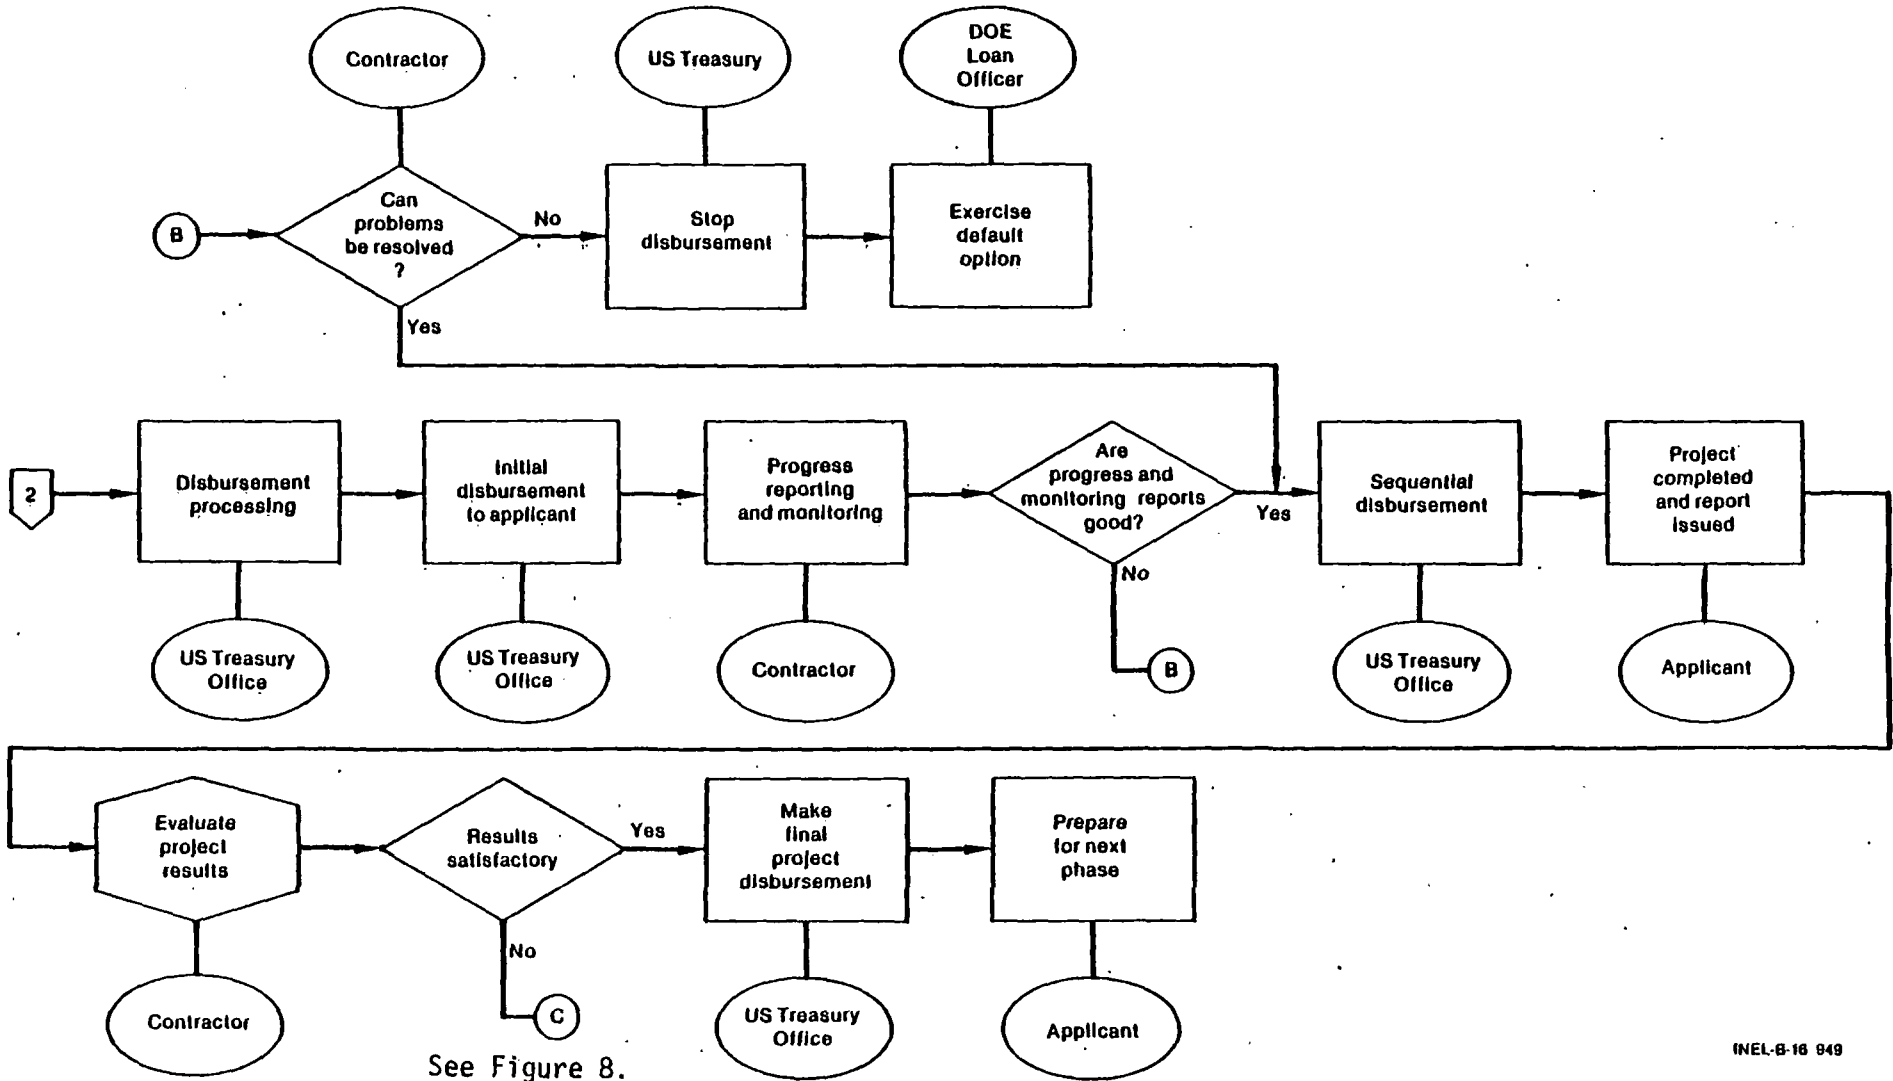 Contractor
US Treasury
DOE
Loan
Officer
B
Can
problems
be resolved
?
No
Stop
disbursement
Exercise
default
option
Yes
2
Disbursement
processing
Initial
disbursement
to applicant
Progress
reporting
and monitoring
Are
progress and
monitoring reports
good?
Yes
Sequential
disbursement
Project
completed
and report
issued
No
B
US Treasury
Office
US Treasury
Office
Contractor
US Treasury
Office
Applicant
Evaluate
project
results
Results
satisfactory
Yes
Make
final
project
disbursement
Prepare
for next
phase
No
C
Contractor
US Treasury
Office
Applicant
See Figure 8.
INEL-B-16 949